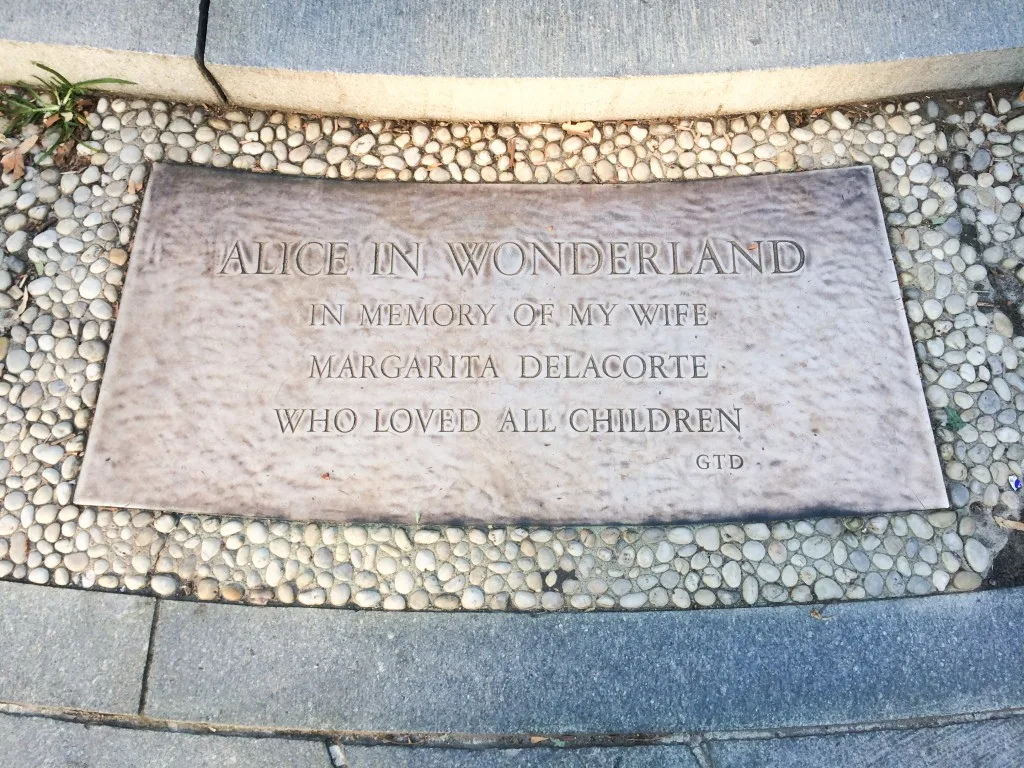 ALICE IN WONDERLAND
IN MEMORY OF MY WIFE
MARGARITA DELACORTE
WHO LOVED ALL CHILDREN
GTD